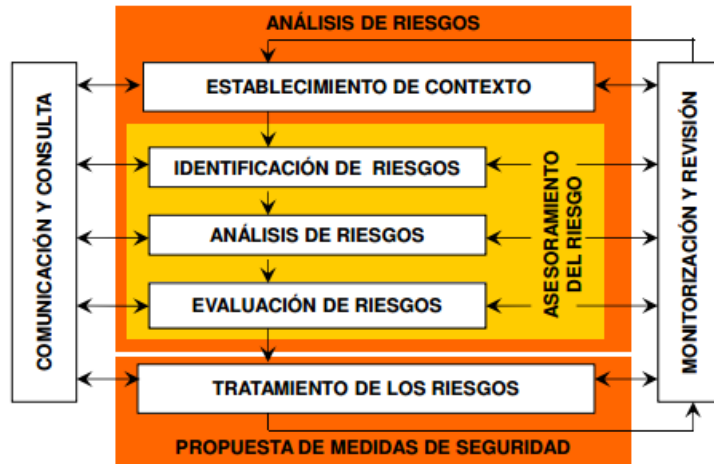 ANÁLISIS DE RIESGOS
COMUNICACIÓN Y CONSULTA
ESTABLECIMIENTO DE CONTEXTO
IDENTIFICACIÓN DE RIESGOS
ANÁLISIS DE RIESGOS
EVALUACIÓN DE RIESGOS
ASESORAMIENTO
DEL RIESGO
TRATAMIENTO DE LOS RIESGOS
PROPUESTA DE MEDIDAS DE SEGURIDAD
MONITORIZACIÓN Y REVISIÓN